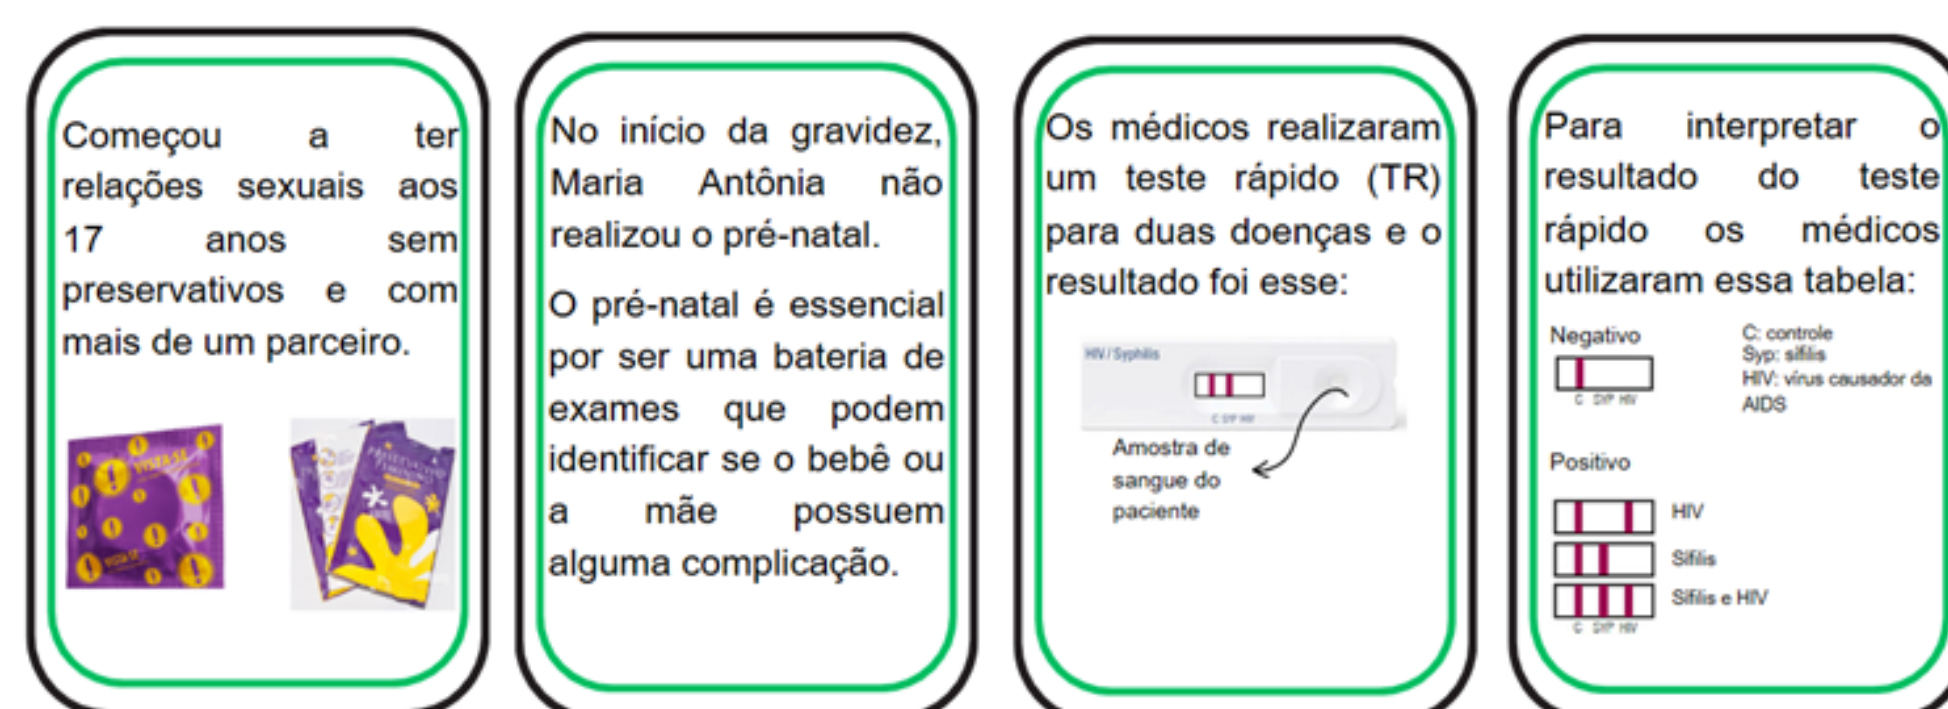 Começou a ter
relações sexuais aos
17 anos sem
preservativos e com
mais de um parceiro.
VISTA-SE
VISTA-SE
No início da gravidez,
Maria Antônia não
realizou o pré-natal.
O pré-natal é essencial
por ser uma bateria de
exames que podem
identificar se o bebê ou
a mãe possuem
alguma complicação.
Os médicos realizaram
um teste rápido (TR)
para duas doenças e o
resultado foi esse:
HIV/Syphilis
C SYP HIV
Amostra de
sangue do
paciente
Para interpretar o
resultado do teste
rápido os médicos
utilizaram essa tabela:
Negativo
C SYP HIV
C: controle
Syp: sífilis
HIV: vírus causador da
AIDS
Positivo
HIV
Sífilis
Sífilis e HIV
C SYP HIV